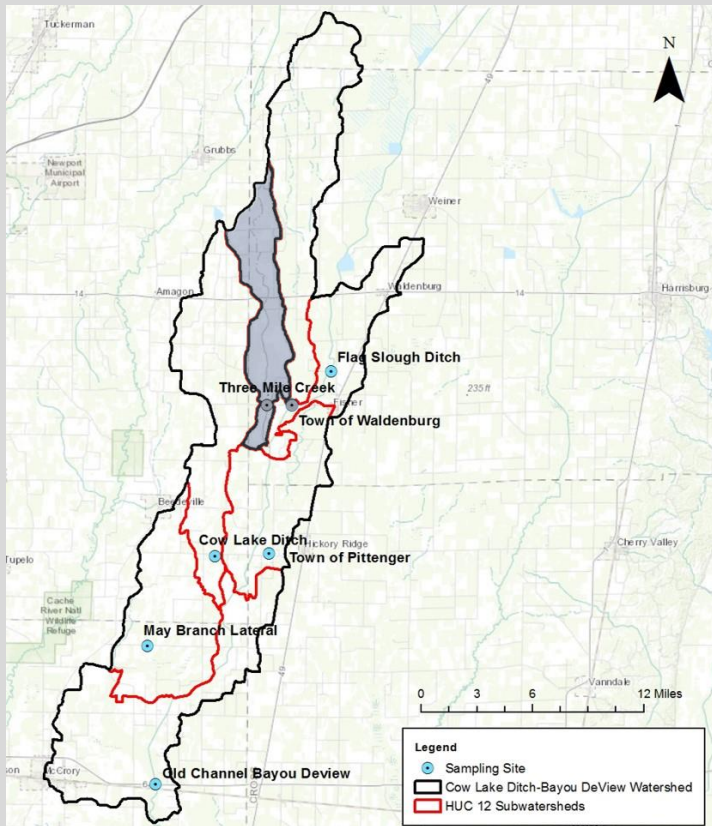 Tuckerman
N
49
Grubbs
Newport
Municipal
Airport
Weiner
14
Amagon
Waldenburg
14
Harrisburg
Flag Slough Ditch
Three Mile Creek
235ft
Fisher
Town of Waldenburg
Beedeville
Cow Lake Ditch
Hickory Ridge
Town of Pittenger
Cherry Valley
Tupelo
Cache
River Natl
Wildlife
Refuge
May Branch Lateral
49
Vanndale
0 3 6 12 Miles
Old Channel Bayou Deview
McCrory
Legend
Sampling Site
Cow Lake Ditch-Bayou DeView Watershed
HUC 12 Subwatersheds